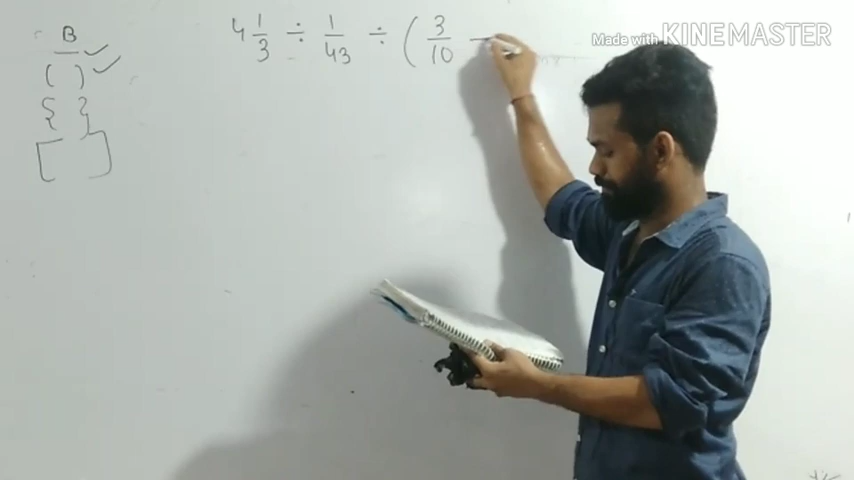 B
( )
{ }
[ ]
4 1/3 ÷ 1/43 ÷ ( 3/10 –
Made with KINEMASTER